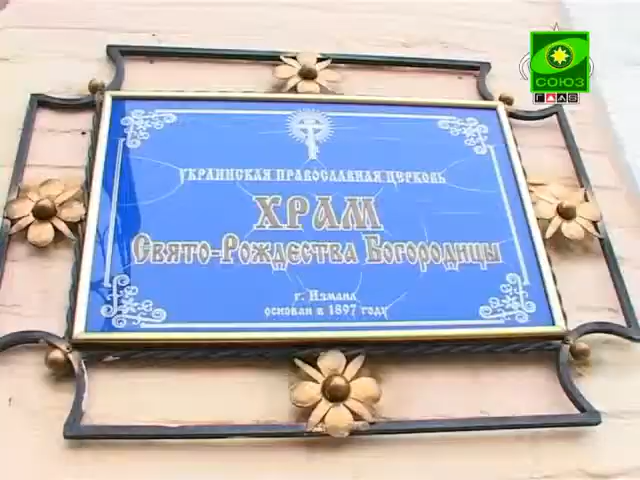 СОЮЗ
УКРАИНСКАЯ ПРАВОСЛАВНАЯ ЦЕРКОВЬ
ХРАМ
Свято-Рождества Богородицы
г. Измаил
основан в 1897 году